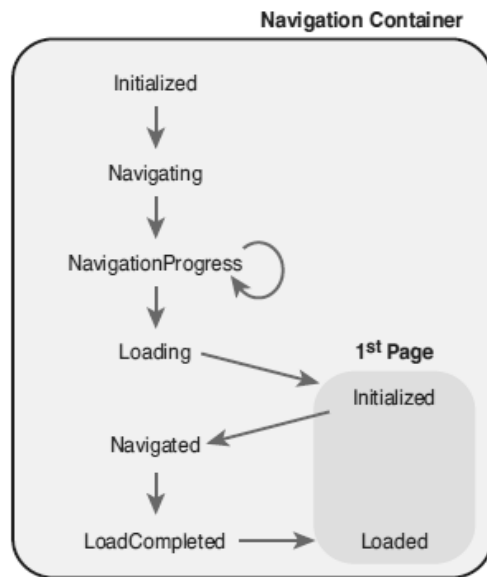 Navigation Container
Initialized
Navigating
NavigationProgress
Loading
1st Page
Initialized
Navigated
LoadCompleted
Loaded